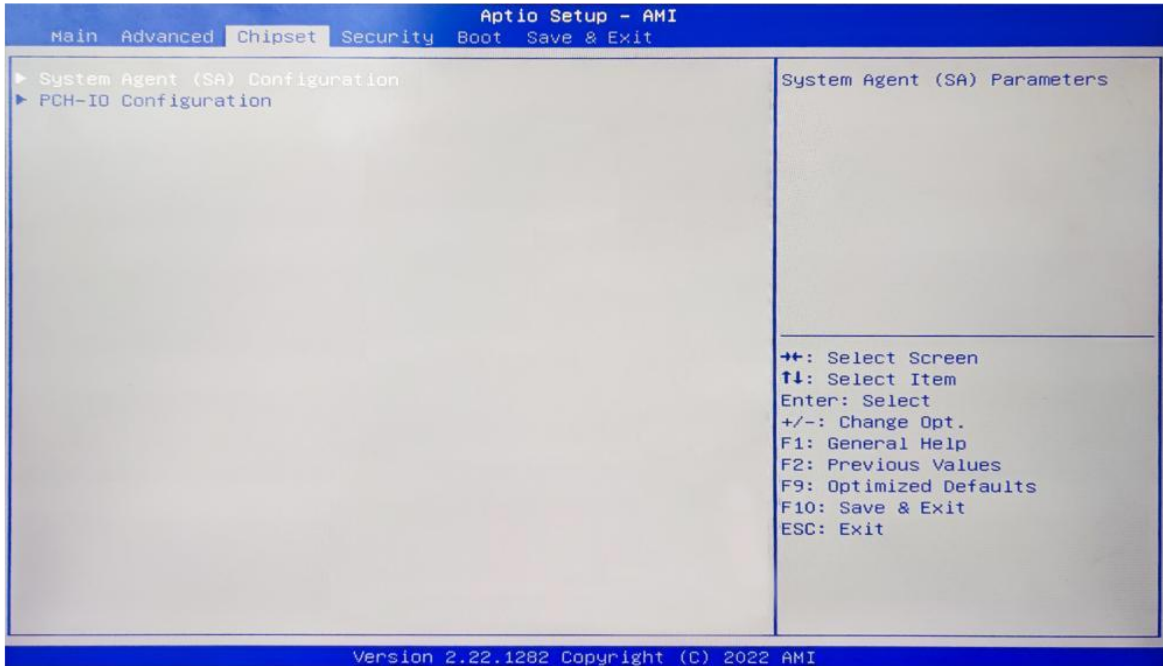 Aptio Setup – AMI
Main Advanced Chipset Security Boot Save & Exit
► System Agent (SA) Configuration
► PCH-IO Configuration
System Agent (SA) Parameters
→←: Select Screen
↑↓: Select Item
Enter: Select
+/-: Change Opt.
F1: General Help
F2: Previous Values
F9: Optimized Defaults
F10: Save & Exit
ESC: Exit
Version 2.22.1282 Copyright (C) 2022 AMI